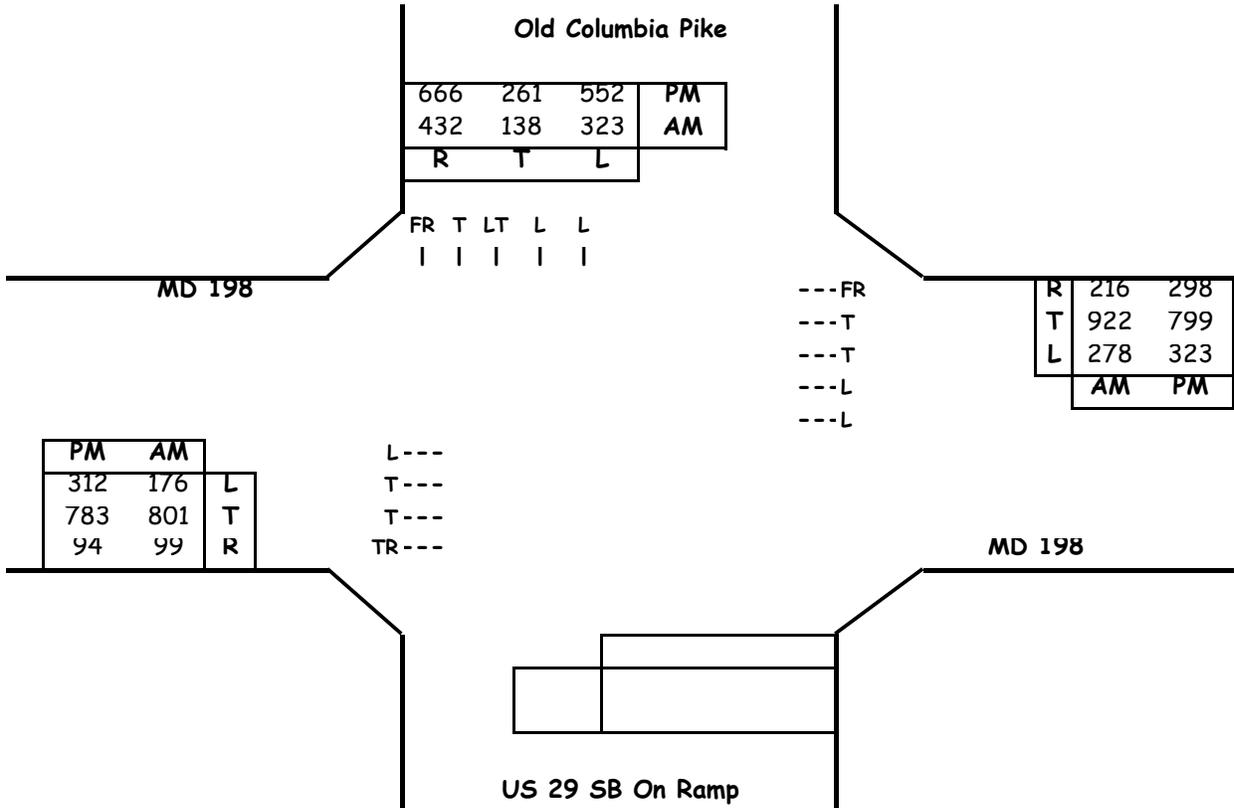 Old Columbia Pike
666 261 552 PM
432 138 323 AM
R T L
FR T LT L L
MD 198
---FR
---T
---T
---L
---L
R 216 298
T 922 799
L 278 323
AM PM
PM AM
312 176 L
783 801 T
94 99 R
L---
T---
T---
TR---
MD 198
US 29 SB On Ramp